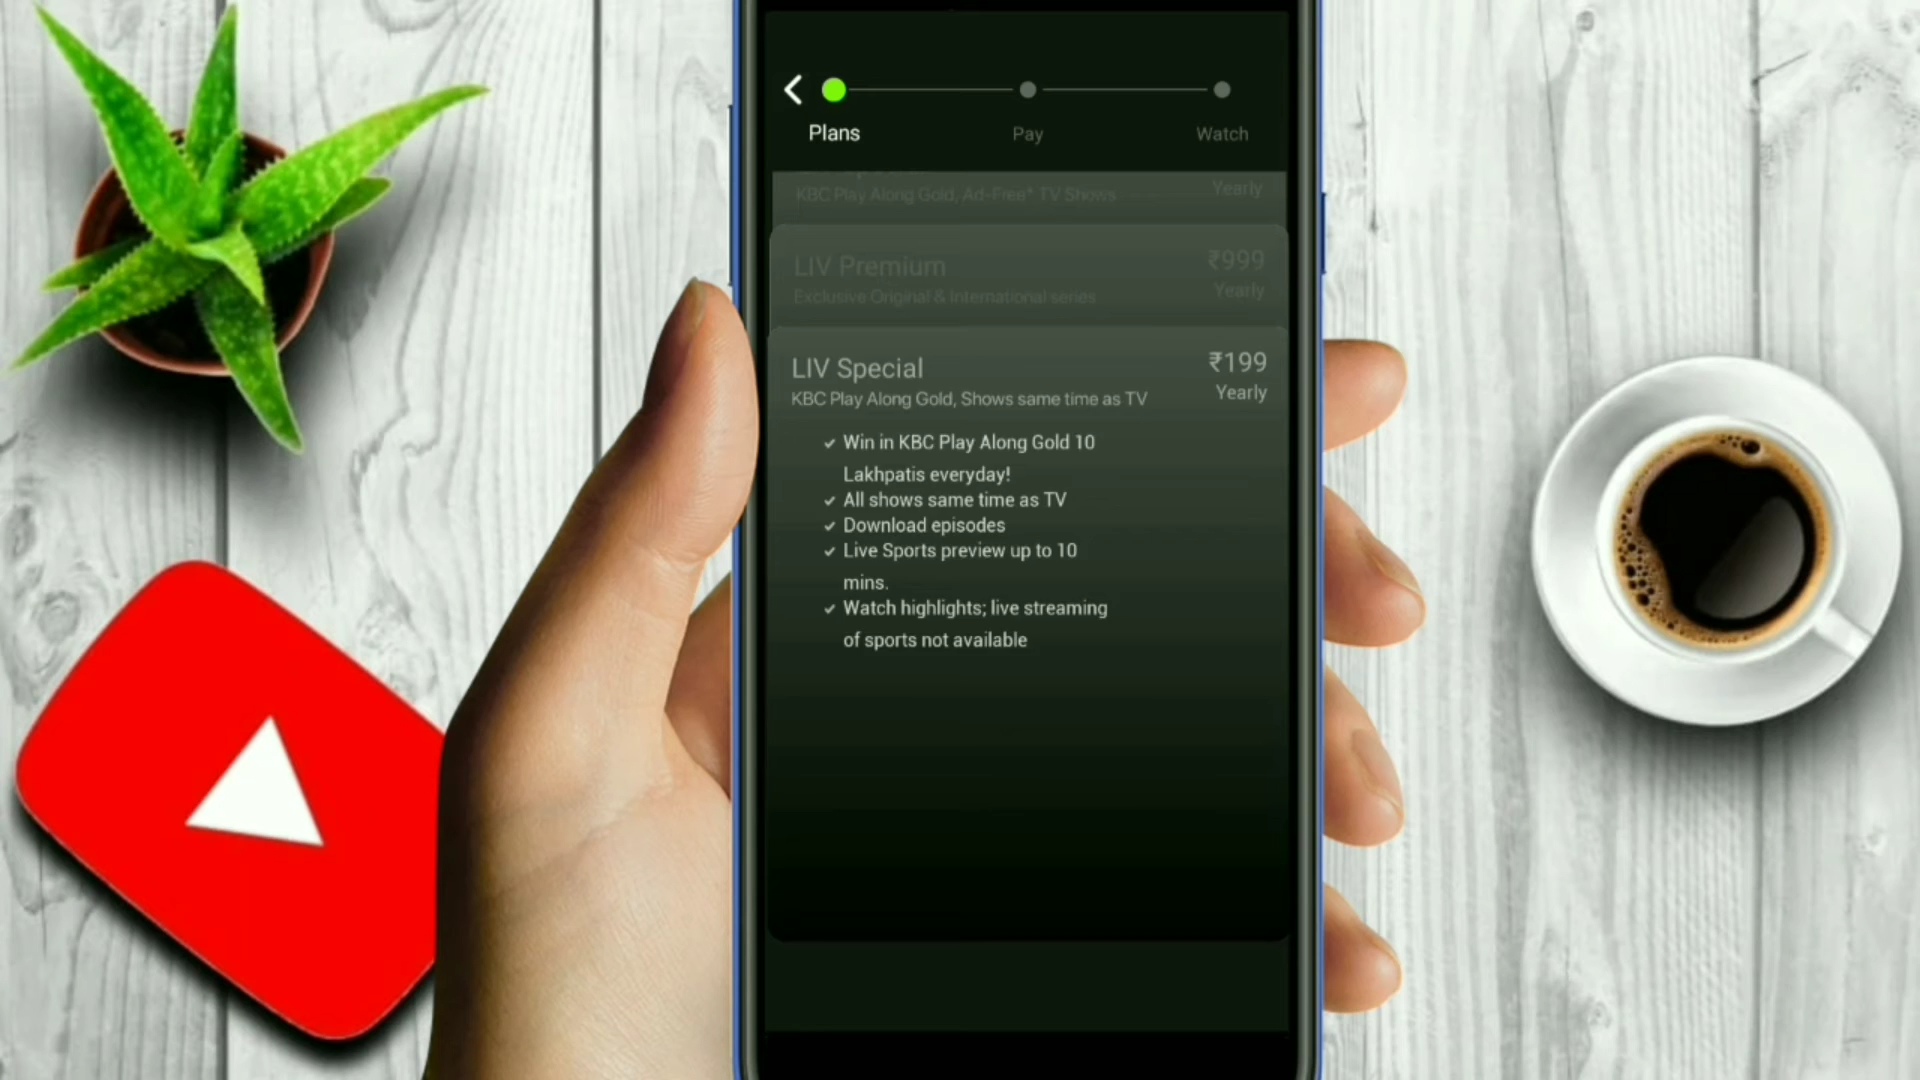 Plans Pay Watch
KBC Play Along Gold, Ad-Free* TV Shows Yearly
LIV Premium ₹999
Exclusive Original & International series Yearly
LIV Special ₹199
KBC Play Along Gold, Shows same time as TV Yearly
✓ Win in KBC Play Along Gold 10
Lakhpatis everyday!
✓ All shows same time as TV
✓ Download episodes
✓ Live Sports preview up to 10
mins.
✓ Watch highlights; live streaming
of sports not available